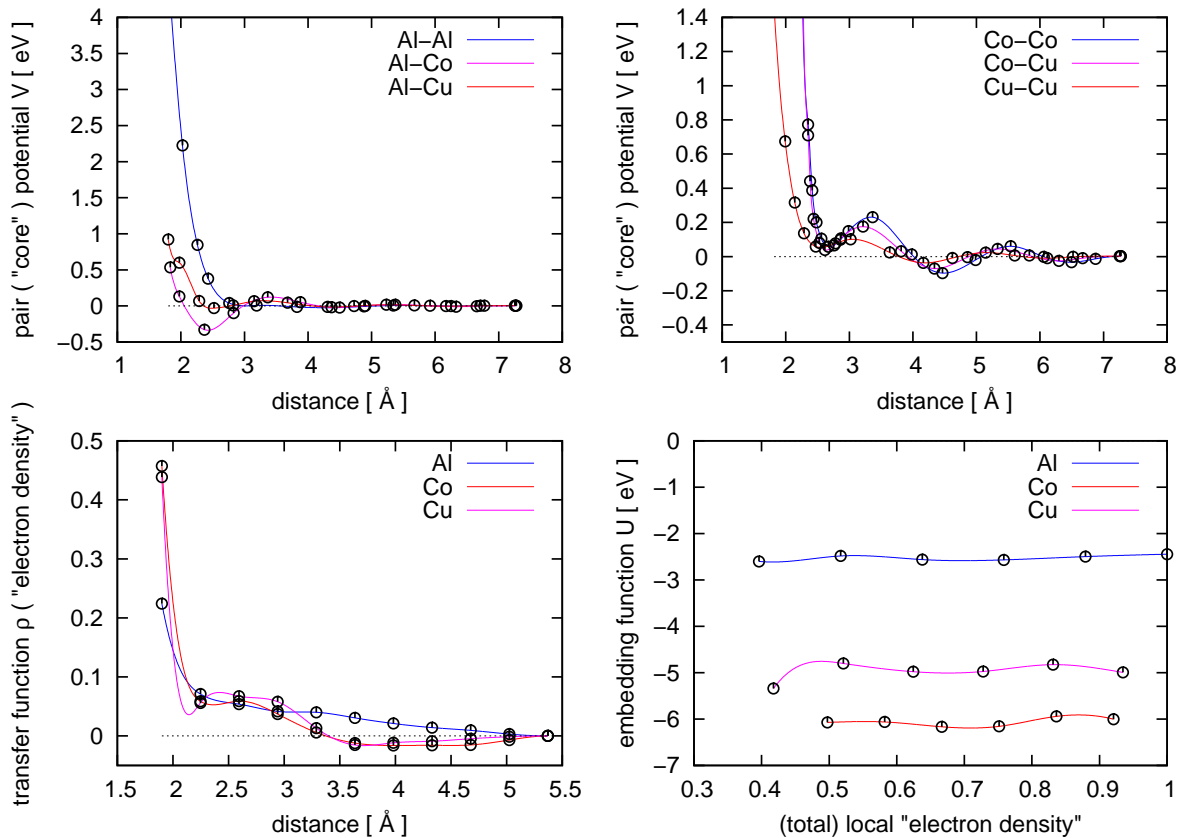 pair ( "core" ) potential V [ eV ]
4
3.5
3
2.5
2
1.5
1
0.5
0
−0.5
1 2 3 4 5 6 7 8
distance [ Å ]
Al−Al
Al−Co
Al−Cu
pair ( "core" ) potential V [ eV ]
1.4
1.2
1
0.8
0.6
0.4
0.2
0
−0.2
−0.4
1 2 3 4 5 6 7 8
distance [ Å ]
Co−Co
Co−Cu
Cu−Cu
transfer function ρ ( "electron density" )
0.5
0.4
0.3
0.2
0.1
0
1.5 2 2.5 3 3.5 4 4.5 5 5.5
distance [ Å ]
Al
Co
Cu
embedding function U [ eV ]
0
−1
−2
−3
−4
−5
−6
−7
0.3 0.4 0.5 0.6 0.7 0.8 0.9 1
(total) local "electron density"
Al
Co
Cu